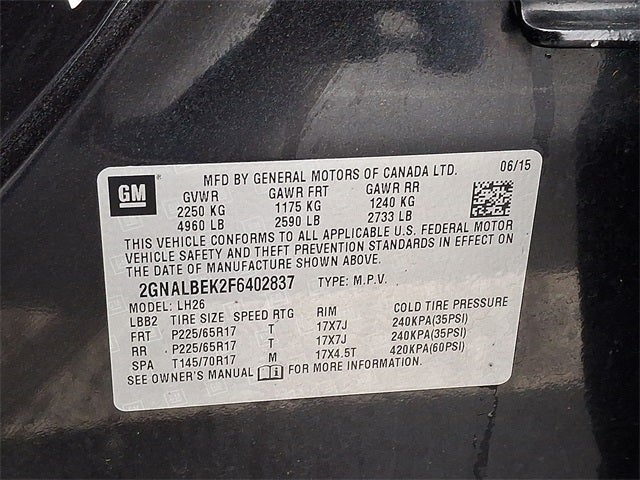 GM MFD BY GENERAL MOTORS OF CANADA LTD. 06/15
GVWR GAWR FRT GAWR RR
2250 KG 1175 KG 1240 KG
4960 LB 2590 LB 2733 LB
THIS VEHICLE CONFORMS TO ALL APPLICABLE U.S. FEDERAL MOTOR
VEHICLE SAFETY AND THEFT PREVENTION STANDARDS IN EFFECT ON
THE DATE OF MANUFACTURE SHOWN ABOVE.
2GNALBEK2F6402837 TYPE: M.P.V.
MODEL: LH26
LBB2 TIRE SIZE SPEED RTG RIM COLD TIRE PRESSURE
FRT P225/65R17 T 17X7J 240KPA(35PSI)
RR P225/65R17 T 17X7J 240KPA(35PSI)
SPA T145/70R17 M 17X4.5T 420KPA(60PSI)
SEE OWNER'S MANUAL FOR MORE INFORMATION.